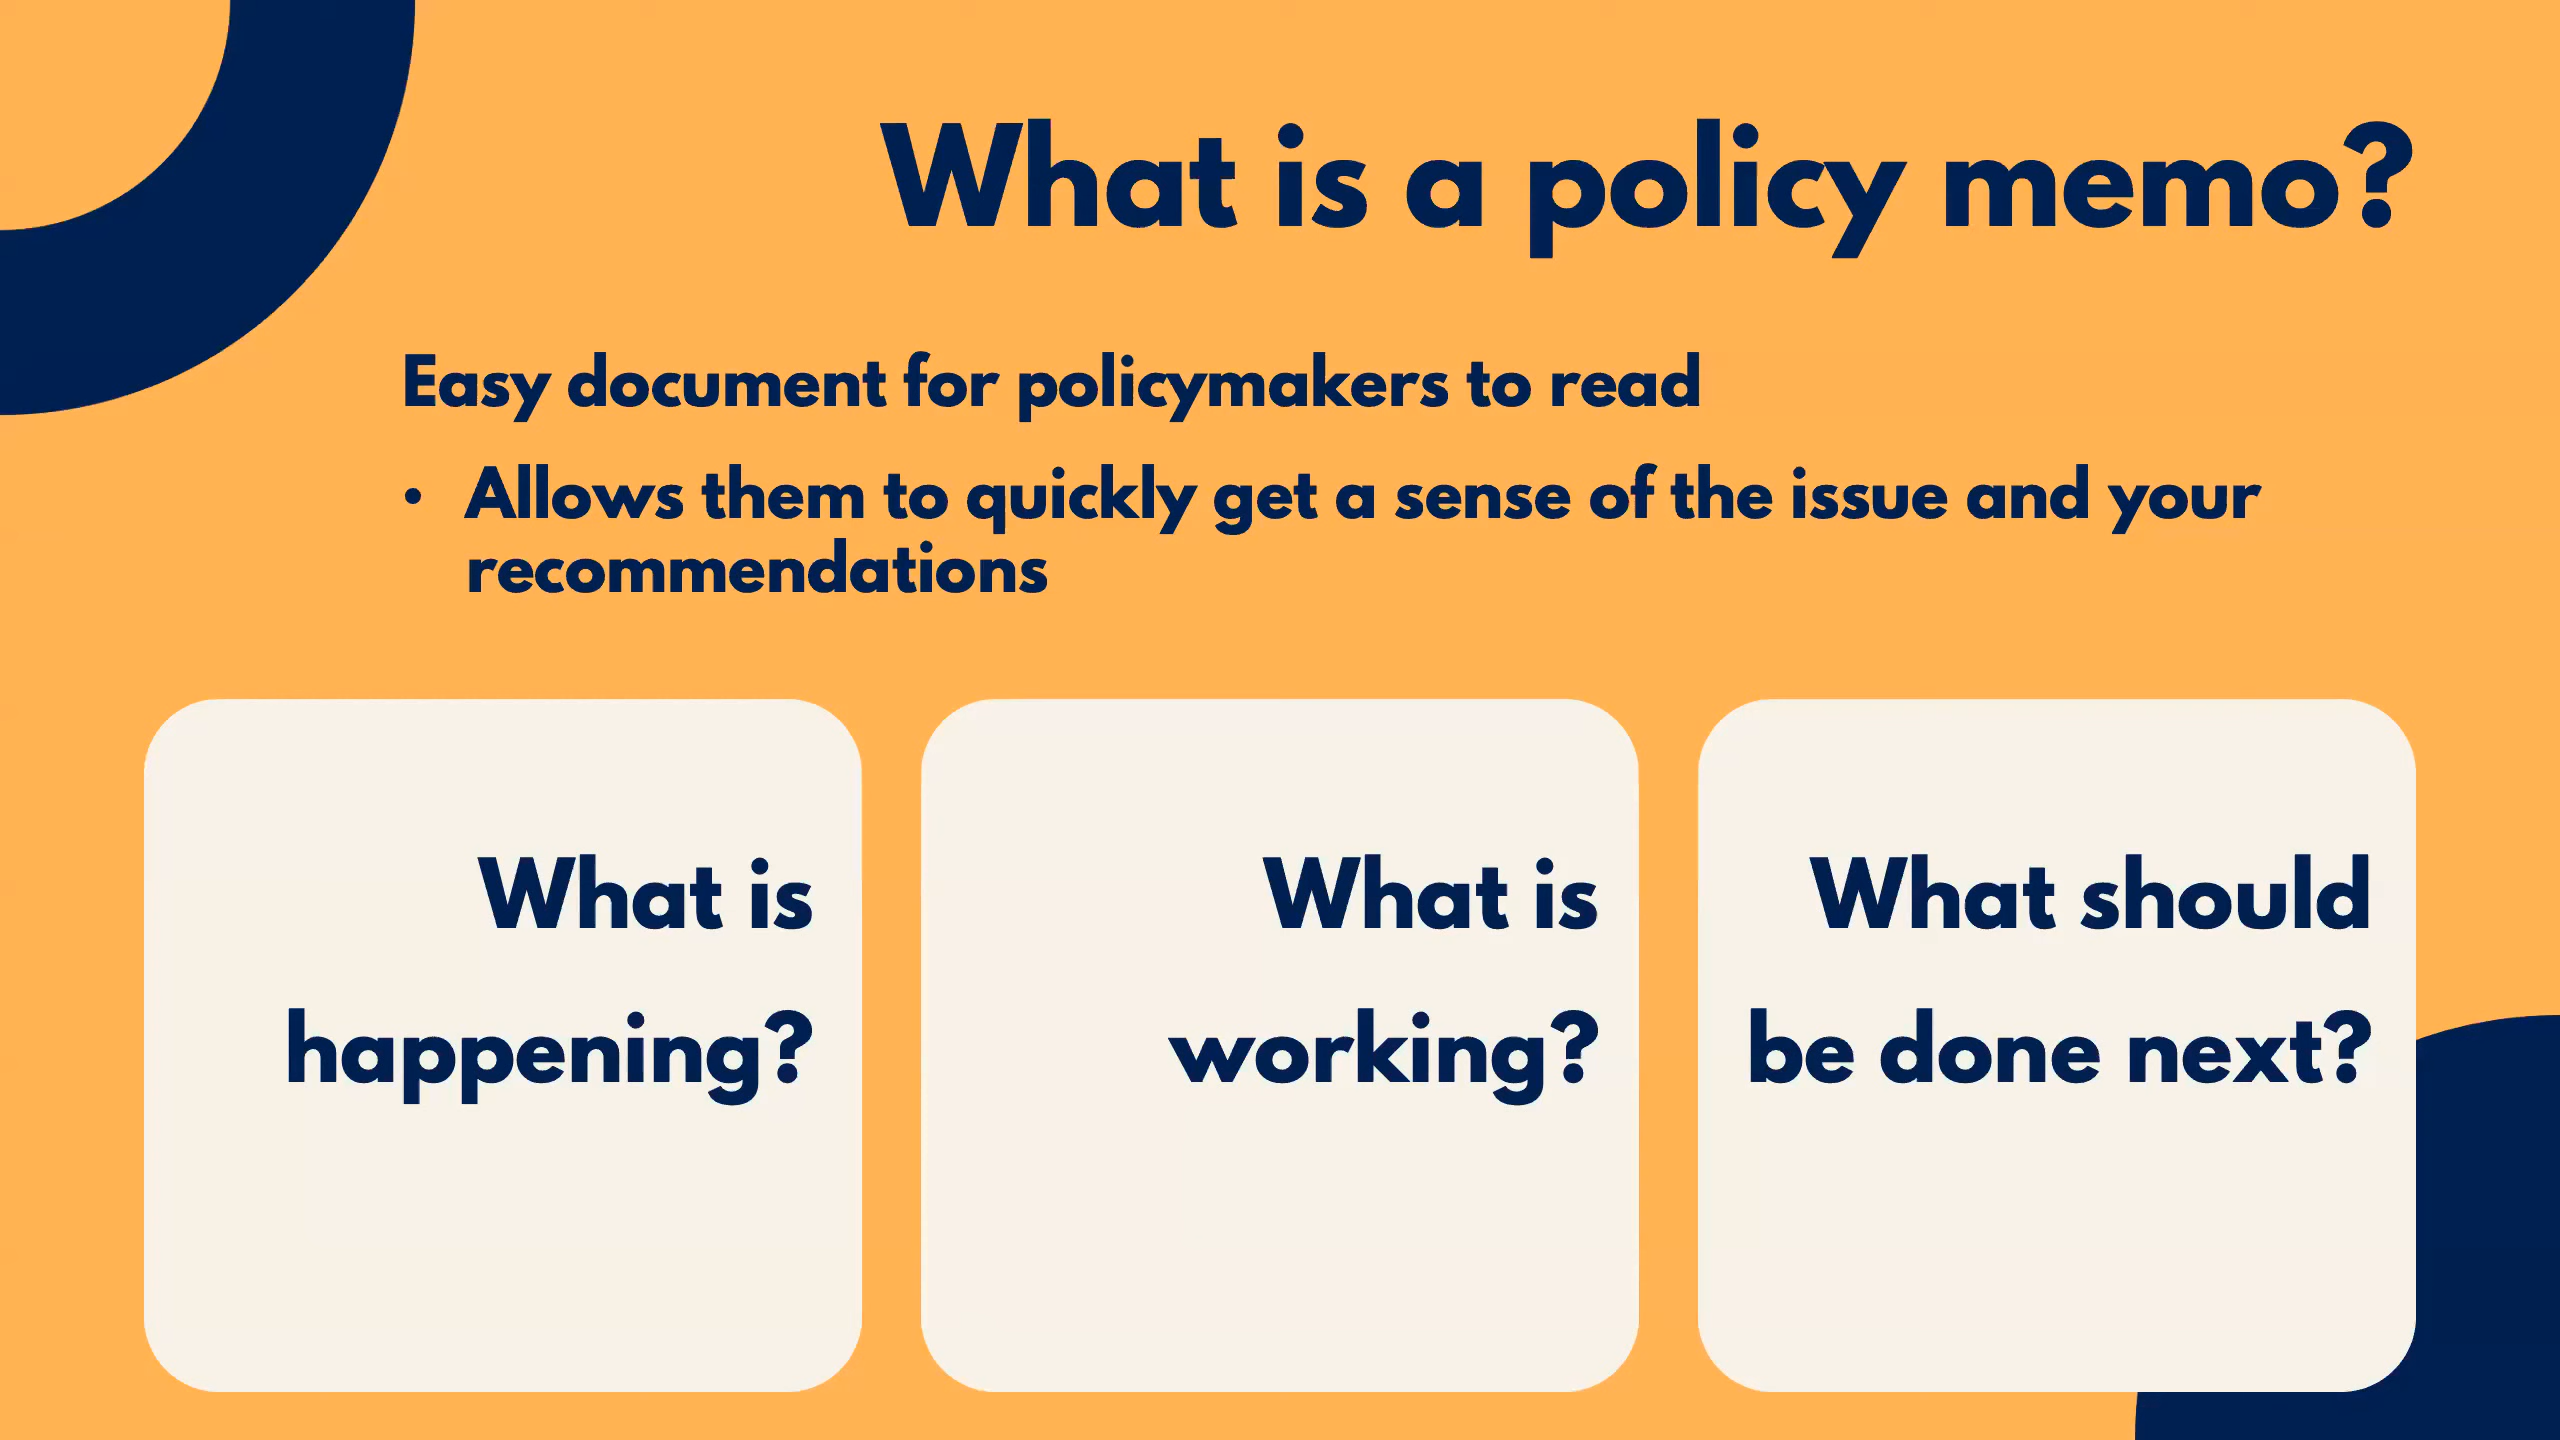 What is a policy memo?
Easy document for policymakers to read
• Allows them to quickly get a sense of the issue and your
recommendations
What is
happening?
What is
working?
What should
be done next?